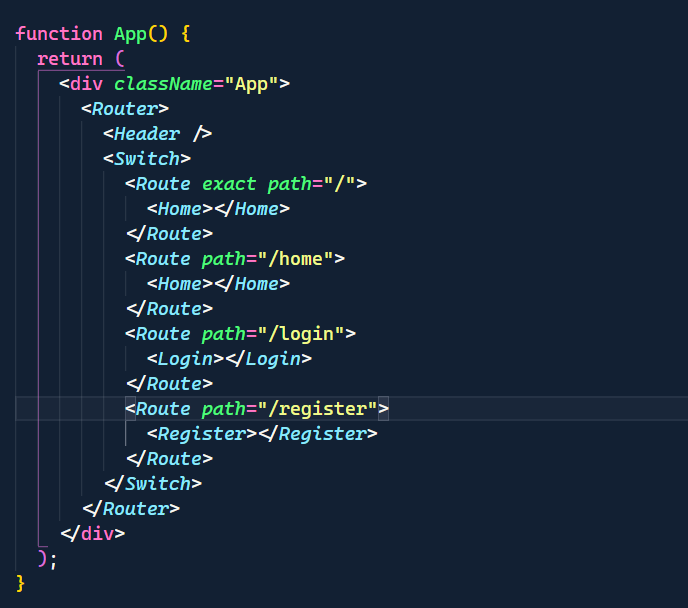 function App() {
  return (
    <div className="App">
      <Router>
        <Header />
        <Switch>
          <Route exact path="/">
            <Home></Home>
          </Route>
          <Route path="/home">
            <Home></Home>
          </Route>
          <Route path="/login">
            <Login></Login>
          </Route>
          <Route path="/register">
            <Register></Register>
          </Route>
        </Switch>
      </Router>
    </div>
  );
}